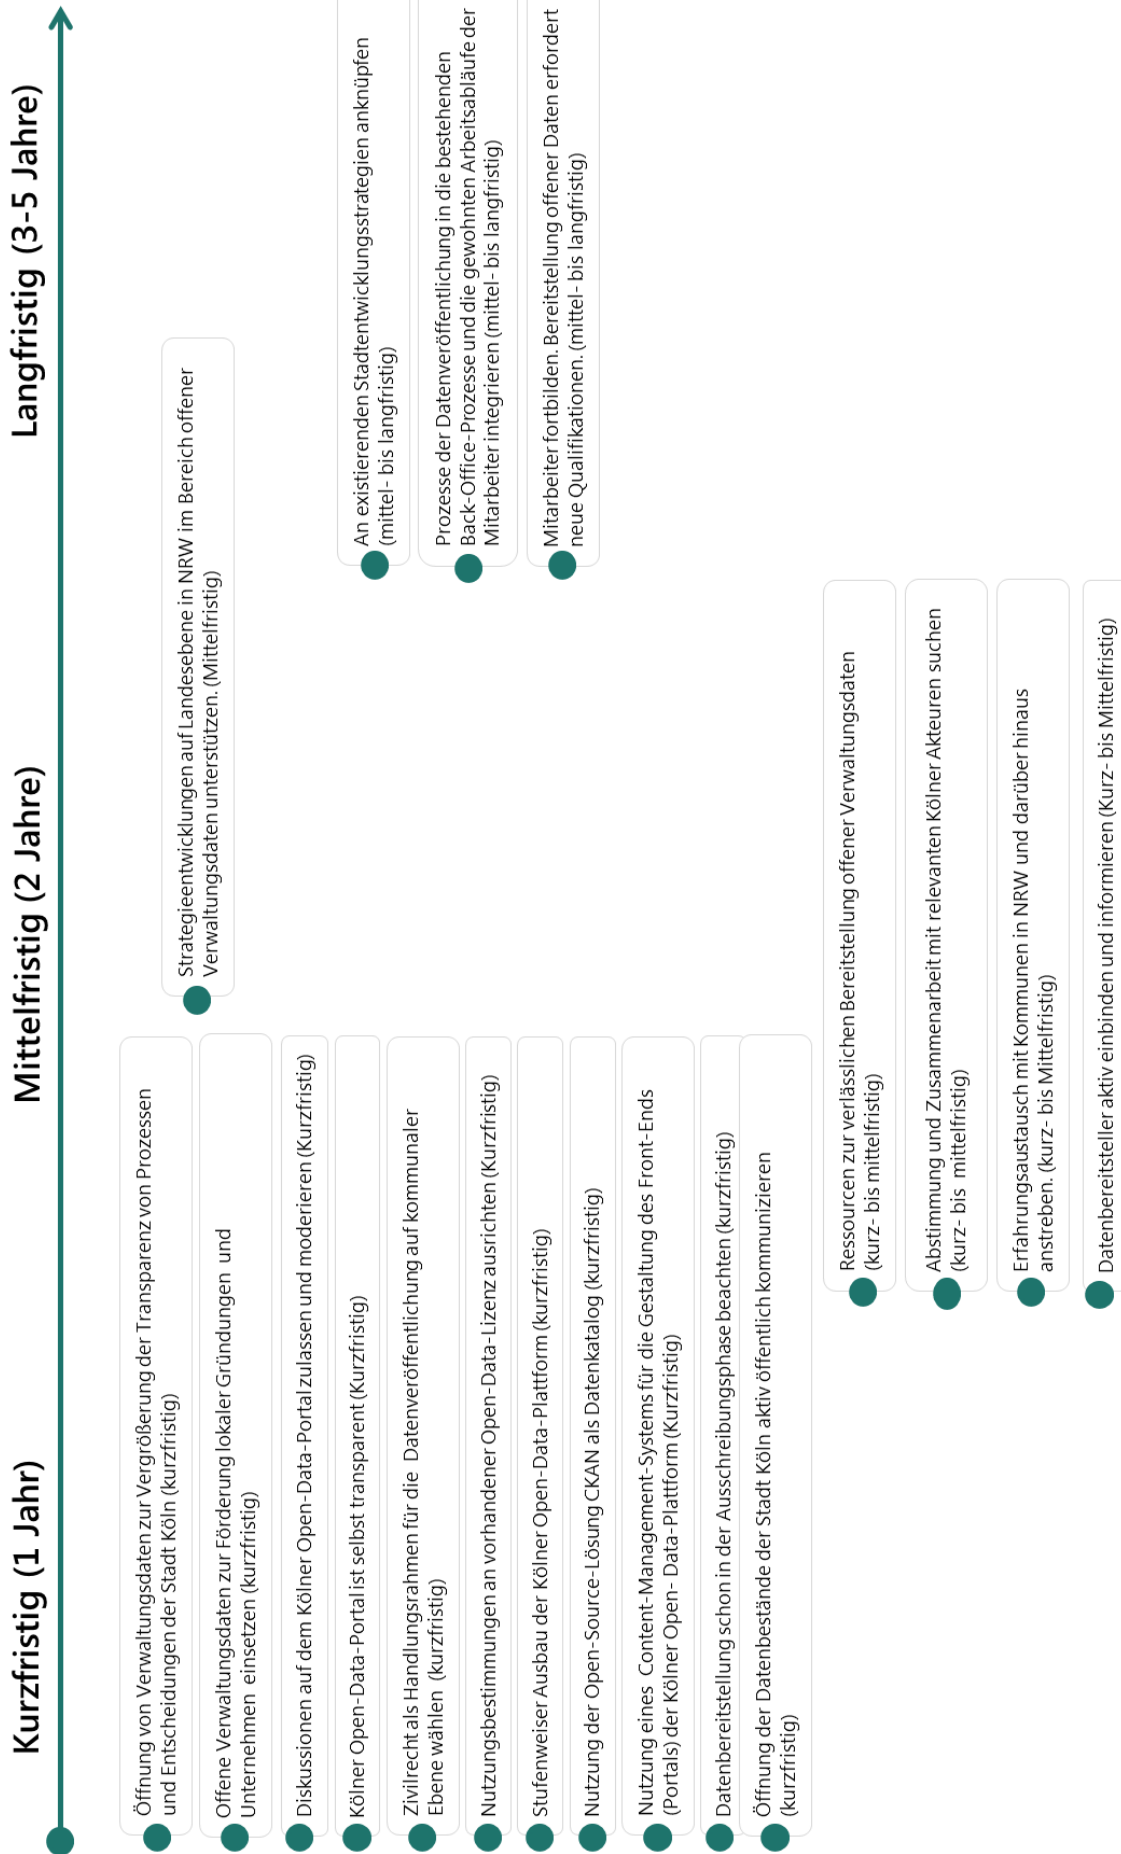 Kurzfristig (1 Jahr)
Mittelfristig (2 Jahre)
Langfristig (3-5 Jahre)
Öffnung von Verwaltungsdaten zur Vergrößerung der Transparenz von Prozessen
und Entscheidungen der Stadt Köln (kurzfristig)
Strategieentwicklungen auf Landesebene in NRW im Bereich offener
Verwaltungsdaten unterstützen. (Mittelfristig)
Offene Verwaltungsdaten zur Förderung lokaler Gründungen und
Unternehmen einsetzen (kurzfristig)
Diskussionen auf dem Kölner Open-Data-Portal zulassen und moderieren (Kurzfristig)
Kölner Open-Data-Portal ist selbst transparent (Kurzfristig)
An existierenden Stadtentwicklungsstrategien anknüpfen
(mittel- bis langfristig)
Zivilrecht als Handlungsrahmen für die Datenveröffentlichung auf kommunaler
Ebene wählen (kurzfristig)
Prozesse der Datenveröffentlichung in die bestehenden
Back-Office-Prozesse und die gewohnten Arbeitsabläufe der
Mitarbeiter integrieren (mittel- bis langfristig)
Nutzungsbestimmungen an vorhandener Open-Data-Lizenz ausrichten (Kurzfristig)
Stufenweiser Ausbau der Kölner Open-Data-Plattform (kurzfristig)
Mitarbeiter fortbilden. Bereitstellung offener Daten erfordert
neue Qualifikationen. (mittel- bis langfristig)
Nutzung der Open-Source-Lösung CKAN als Datenkatalog (kurzfristig)
Nutzung eines Content-Management-Systems für die Gestaltung des Front-Ends
(Portals) der Kölner Open- Data-Plattform (Kurzfristig)
Datenbereitstellung schon in der Ausschreibungsphase beachten (kurzfristig)
Öffnung der Datenbestände der Stadt Köln aktiv öffentlich kommunizieren
(kurzfristig)
Ressourcen zur verlässlichen Bereitstellung offener Verwaltungsdaten
(kurz- bis mittelfristig)
Abstimmung und Zusammenarbeit mit relevanten Kölner Akteuren suchen
(kurz- bis mittelfristig)
Erfahrungsaustausch mit Kommunen in NRW und darüber hinaus
anstreben. (kurz- bis Mittelfristig)
Datenbereitsteller aktiv einbinden und informieren (Kurz- bis Mittelfristig)